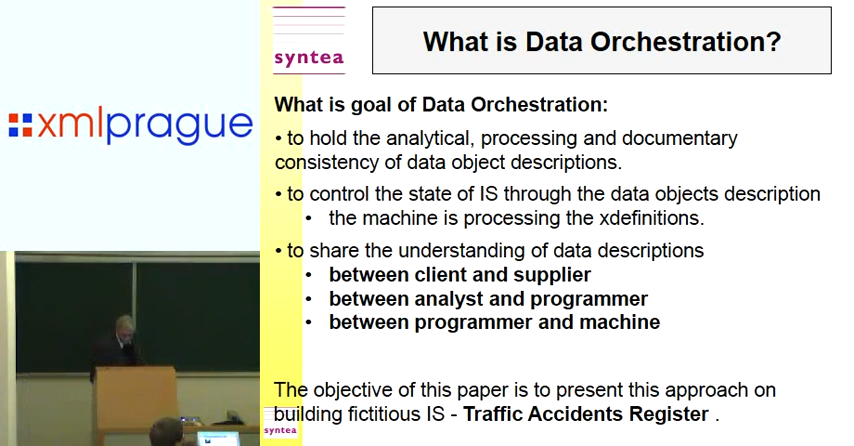 xmlprague
syntea
What is Data Orchestration?
What is goal of Data Orchestration:
• to hold the analytical, processing and documentary
consistency of data object descriptions.
• to control the state of IS through the data objects description
• the machine is processing the xdefinitions.
• to share the understanding of data descriptions
• between client and supplier
• between analyst and programmer
• between programmer and machine
The objective of this paper is to present this approach on
building fictitious IS - Traffic Accidents Register .
syntea